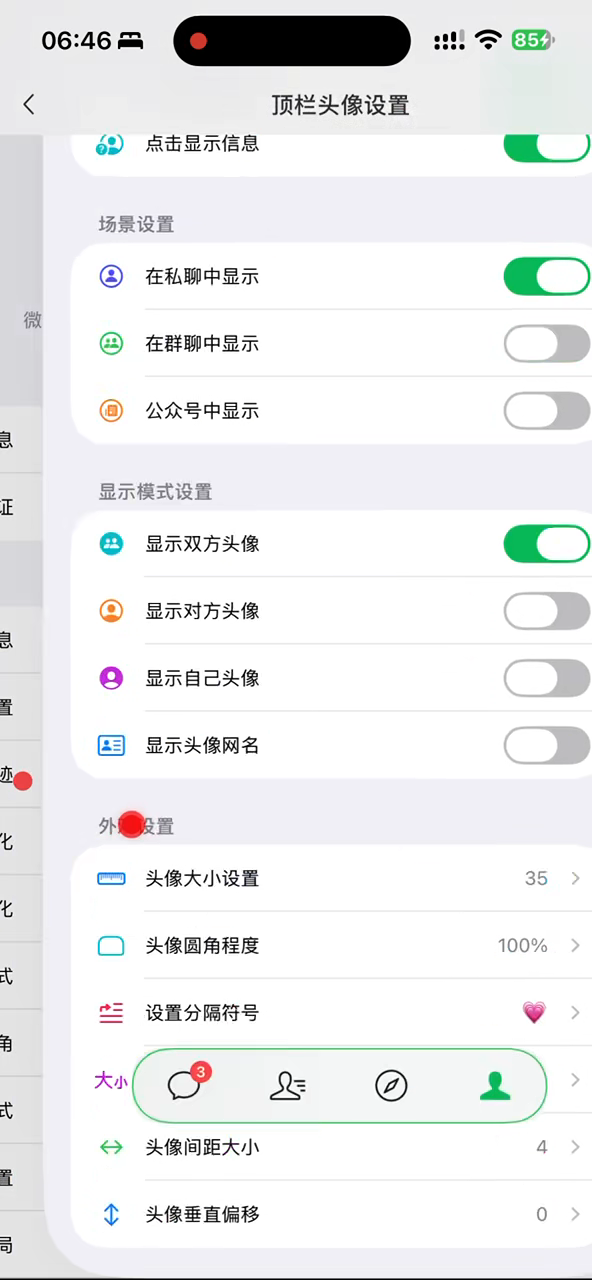 06:46
85
顶栏头像设置
点击显示信息
场景设置
微
在私聊中显示
在群聊中显示
公众号中显示
息
证
显示模式设置
显示双方头像
显示对方头像
息
显示自己头像
置
显示头像网名
迹
外 设置
化
头像大小设置
35
化
头像圆角程度
100%
式
设置分隔符号
💗
角
大小
3
式
头像间距大小
4
置
头像垂直偏移
0
局